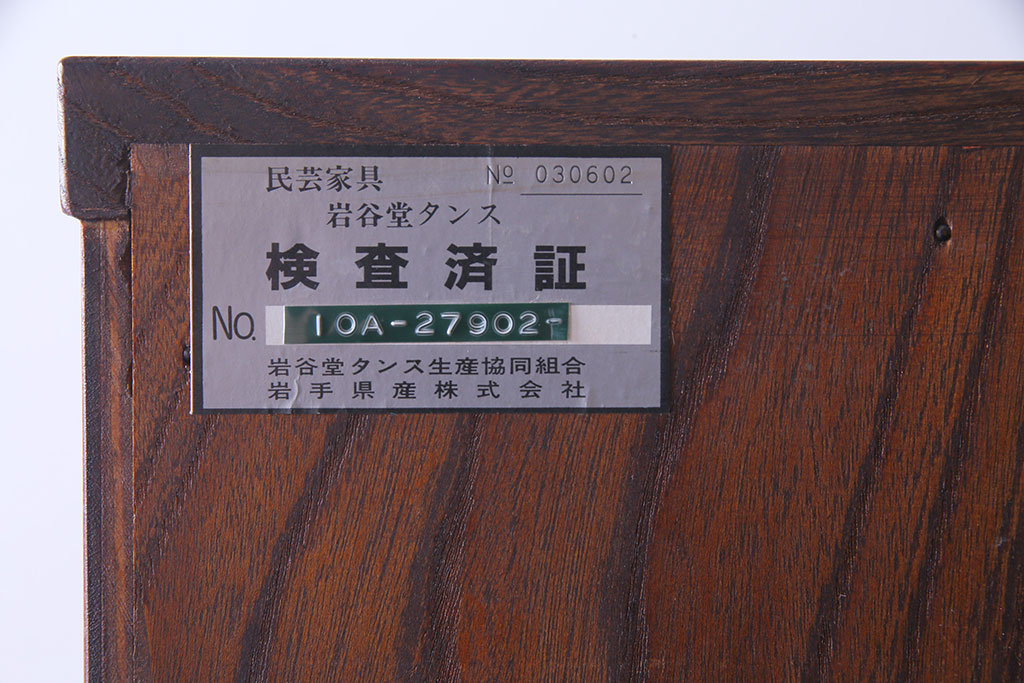 民芸家具 № 030602
岩谷堂タンス
検査済証
No. 10A-27902-
岩谷堂タンス生産協同組合
岩手県産株式会社